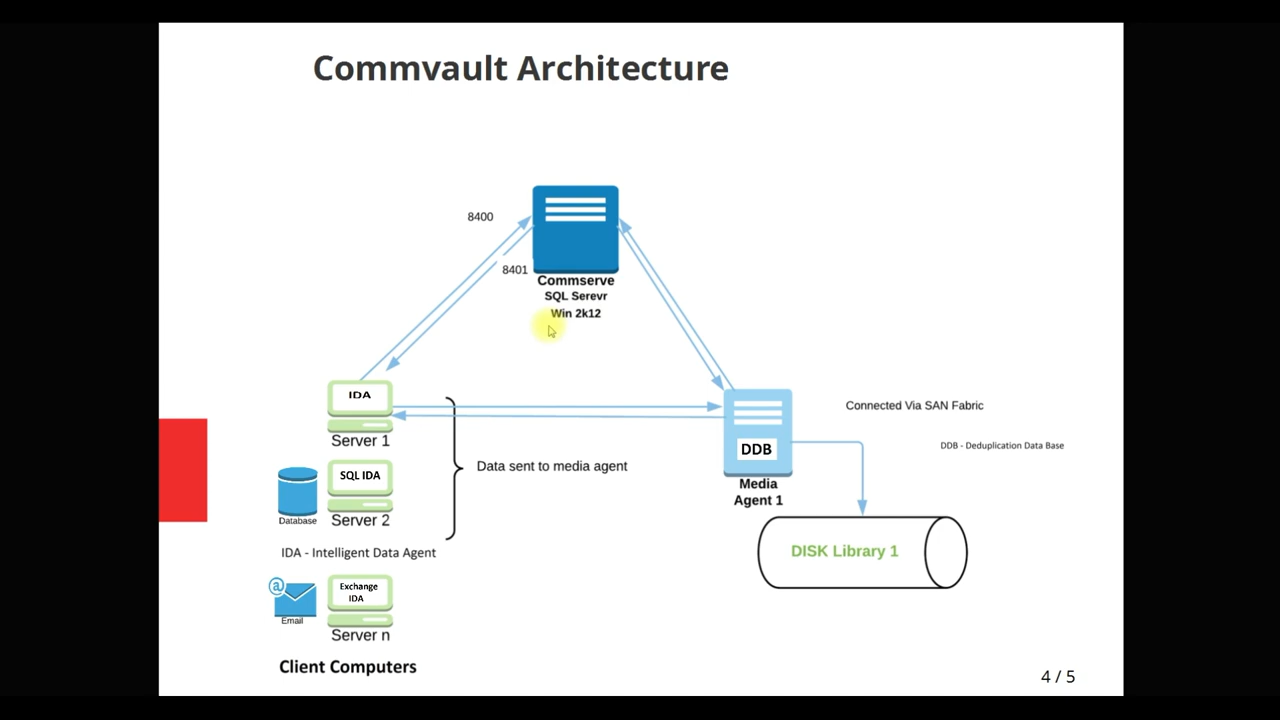 Commvault Architecture
8400
8401
Commserve
SQL Serevr
Win 2k12
IDA
Server 1
SQL IDA
Database
Server 2
IDA - Intelligent Data Agent
@
Exchange
IDA
Email
Server n
Client Computers
Data sent to media agent
DDB
Media
Agent 1
Connected Via SAN Fabric
DDB - Deduplication Data Base
DISK Library 1
4 / 5